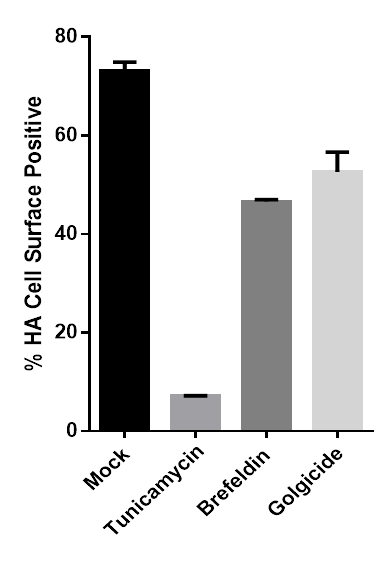 % HA Cell Surface Positive
80
60
40
20
0
Mock
Tunicamycin
Brefeldin
Golgicide